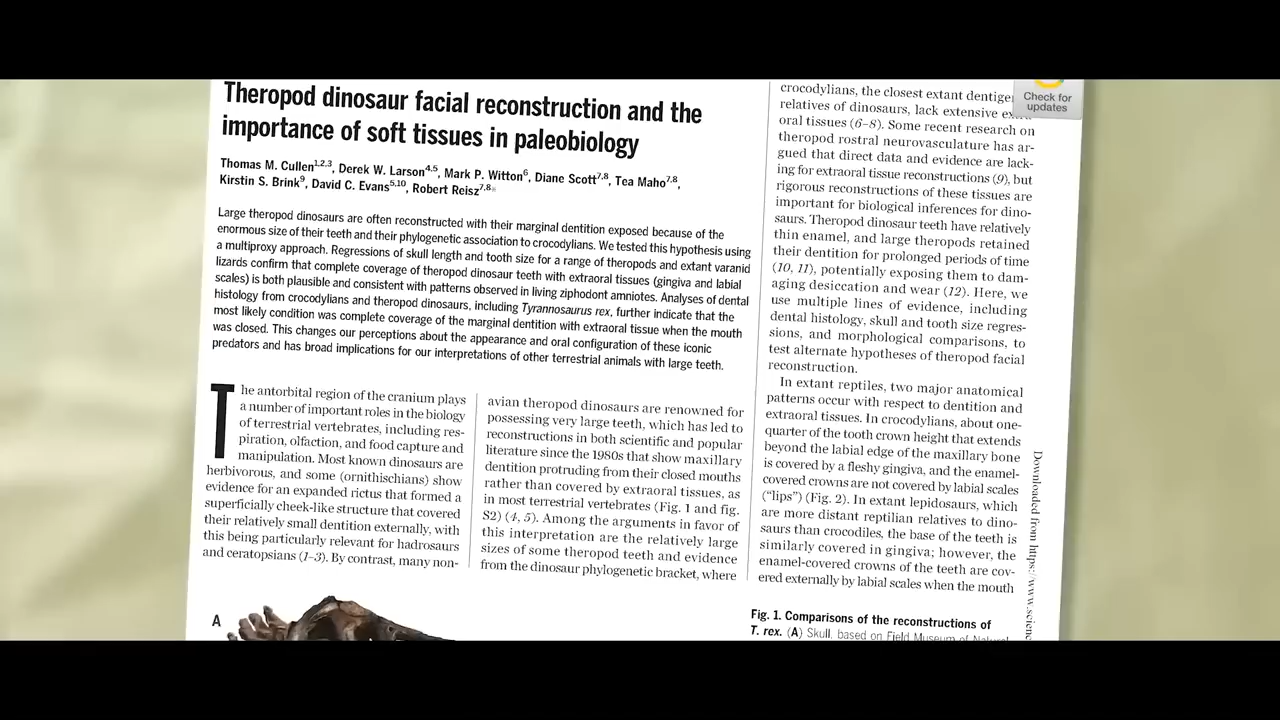 Theropod dinosaur facial reconstruction and the
importance of soft tissues in paleobiology
Thomas M. Cullen1,2,3, Derek W. Larson4,5, Mark P. Witton6, Diane Scott7,8, Tea Maho7,8,
Kirstin S. Brink9, David C. Evans5,10, Robert Reisz7,8*
Large theropod dinosaurs are often reconstructed with their marginal dentition exposed because of the
enormous size of their teeth and their phylogenetic association to crocodylians. We tested this hypothesis using
a multiproxy approach. Regressions of skull length and tooth size for a range of theropods and extant varanid
lizards confirm that complete coverage of theropod dinosaur teeth with extraoral tissues (gingiva and labial
scales) is both plausible and consistent with patterns observed in living ziphodont amniotes. Analyses of dental
histology from crocodylians and theropod dinosaurs, including Tyrannosaurus rex, further indicate that the
most likely condition was complete coverage of the marginal dentition with extraoral tissue when the mouth
was closed. This changes our perceptions about the appearance and oral configuration of these iconic
predators and has broad implications for our interpretations of other terrestrial animals with large teeth.
The antorbital region of the cranium plays
a number of important roles in the biology
of terrestrial vertebrates, including res-
piration, olfaction, and food capture and
manipulation. Most known dinosaurs are
herbivorous, and some (ornithischians) show
evidence for an expanded rictus that formed a
superficially cheek-like structure that covered
their relatively small dentition externally, with
this being particularly relevant for hadrosaurs
and ceratopsians (1–3). By contrast, many non-
avian theropod dinosaurs are renowned for
possessing very large teeth, which has led to
reconstructions in both scientific and popular
literature since the 1980s that show maxillary
dentition protruding from their closed mouths
rather than covered by extraoral tissues, as
in most terrestrial vertebrates (Fig. 1 and fig.
S2) (4, 5). Among the arguments in favor of
this interpretation are the relatively large
sizes of some theropod teeth and evidence
from the dinosaur phylogenetic bracket, where
crocodylians, the closest extant
relatives of dinosaurs, lack extensive
oral tissues (6–8). Some recent research on
theropod rostral neurovasculature has ar-
gued that direct data and evidence are lack-
ing for extraoral tissue reconstructions (9), but
rigorous reconstructions of these tissues are
important for biological inferences for dino-
saurs. Theropod dinosaur teeth have relatively
thin enamel, and large theropods retained
their dentition for prolonged periods of time
(10, 11), potentially exposing them to dam-
aging desiccation and wear (12). Here, we
use multiple lines of evidence, including
dental histology, skull and tooth size regres-
sions, and morphological comparisons, to
test alternate hypotheses of theropod facial
reconstruction.
In extant reptiles, two major anatomical
patterns occur with respect to dentition and
extraoral tissues. In crocodylians, about one-
quarter of the tooth crown height that extends
beyond the labial edge of the maxillary bone
is covered by a fleshy gingiva, and the enamel-
covered crowns are not covered by labial scales
(“lips”) (Fig. 2). In extant lepidosaurs, which
are more distant reptilian relatives to dino-
saurs than crocodiles, the base of the teeth is
similarly covered in gingiva; however, the
enamel-covered crowns of the teeth are cov-
ered externally by labial scales when the mouth
Check for
updates
Downloaded from https://www.scien
A
Fig. 1. Comparisons of the reconstructions of
T. rex. (A) Skull, based on Field Museum of